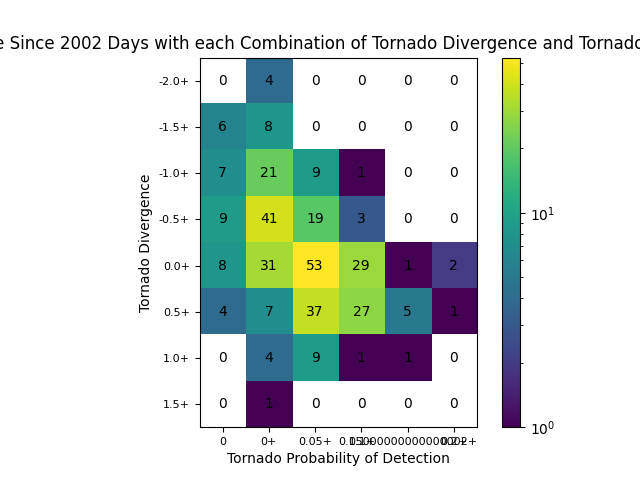 e Since 2002 Days with each Combination of Tornado Divergence and Tornado
-2.0+ 0 4 0 0 0 0
-1.5+ 6 8 0 0 0 0
-1.0+ 7 21 9 1 0 0
-0.5+ 9 41 19 3 0 0
0.0+ 8 31 53 29 1 2
0.5+ 4 7 37 27 5 1
1.0+ 0 4 9 1 1 0
1.5+ 0 1 0 0 0 0
0 0+ 0.05+
Tornado Probability of Detection
Tornado Divergence
10¹
10⁰